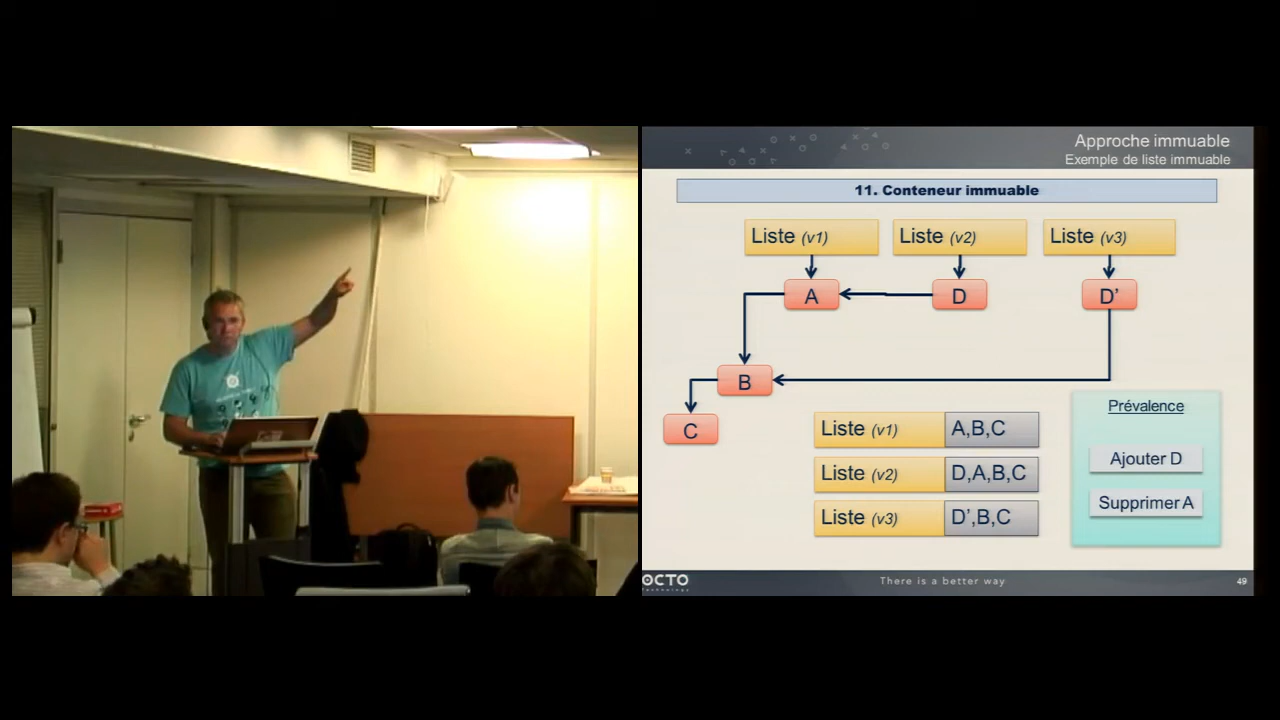 Approche immuable
Exemple de liste immuable
11. Conteneur immuable
Liste (v1)
Liste (v2)
Liste (v3)
A
D
D’
B
C
Liste (v1) A,B,C
Liste (v2) D,A,B,C
Liste (v3) D’,B,C
Prévalence
Ajouter D
Supprimer A
OCTO
Technology
There is a better way
49